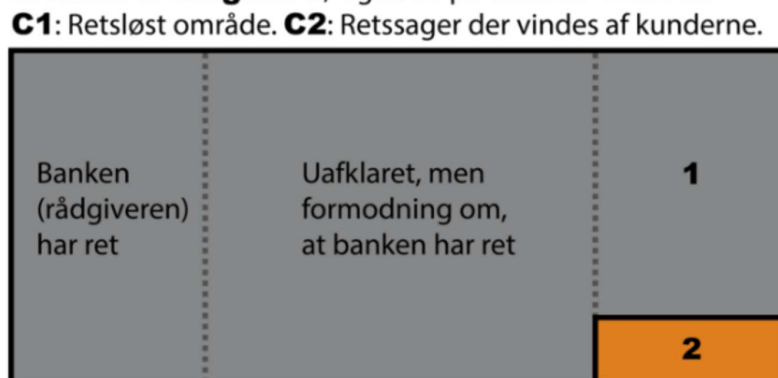 C1: Retsløst område. C2: Retssager der vindes af kunderne.
Banken
(rådgiveren)
har ret
Uafklaret, men
formodning om,
at banken har ret
1
2